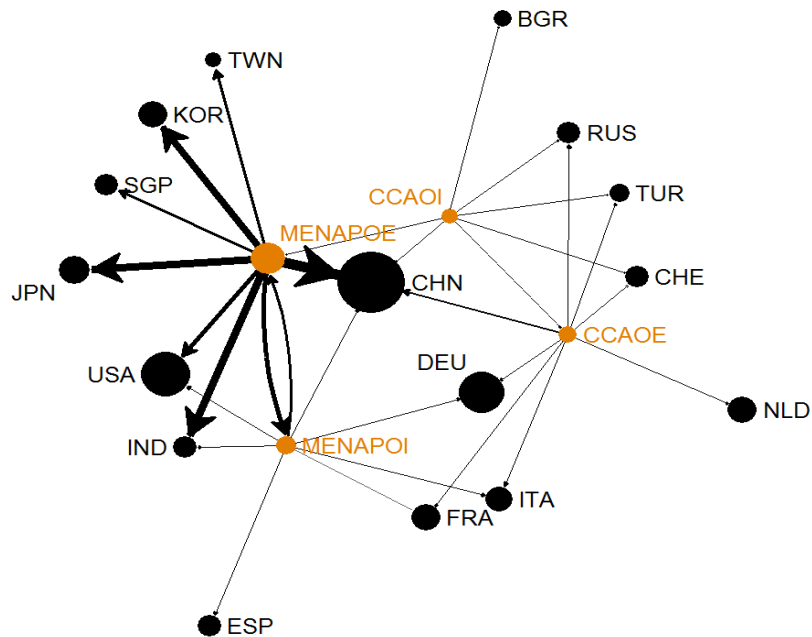 BGR
TWN
KOR
RUS
SGP
CCAOI
TUR
MENAPOE
JPN
CHN
CHE
CCAOE
USA
DEU
NLD
IND
MENAPOI
ITA
FRA
ESP